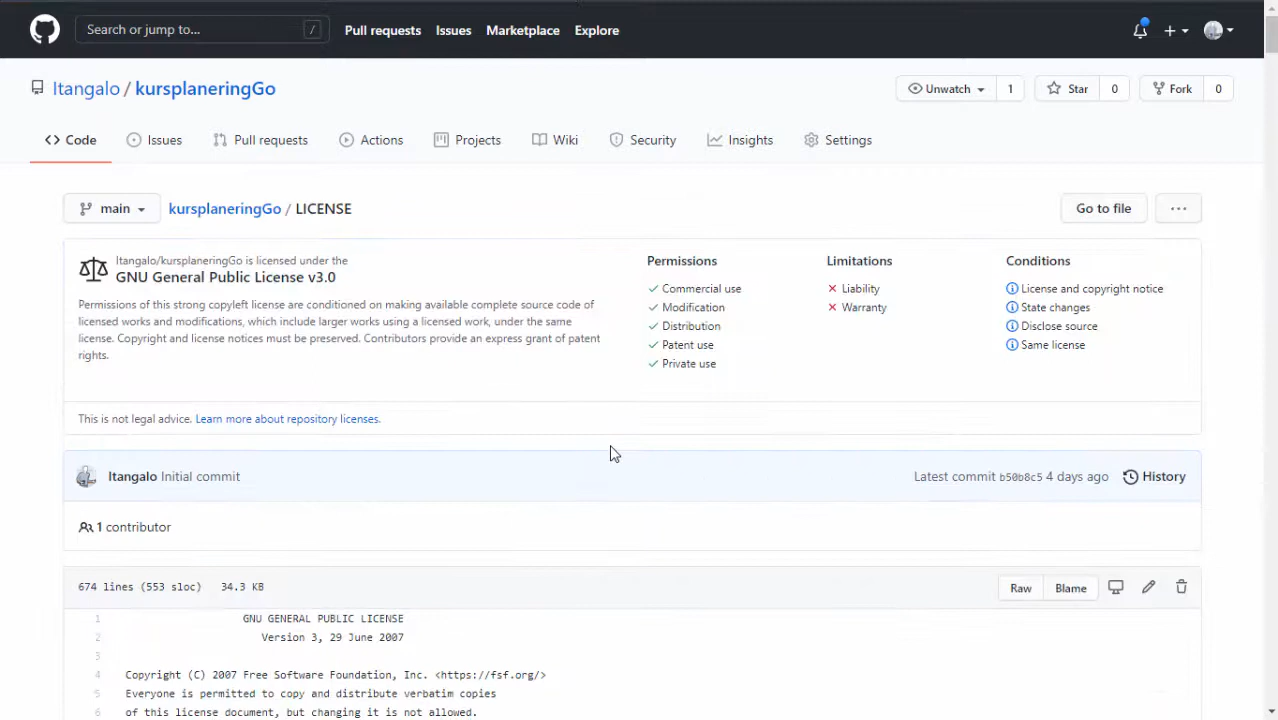 Search or jump to... /
Pull requests Issues Marketplace Explore
Itangalo / kursplaneringGo
Unwatch 1 Star 0 Fork 0
Code Issues Pull requests Actions Projects Wiki Security Insights Settings
main kursplaneringGo / LICENSE Go to file ...
Itangalo/kursplaneringGo is licensed under the
GNU General Public License v3.0
Permissions of this strong copyleft license are conditioned on making available complete source code of
licensed works and modifications, which include larger works using a licensed work, under the same
license. Copyright and license notices must be preserved. Contributors provide an express grant of patent
rights.
Permissions
Commercial use
Modification
Distribution
Patent use
Private use
Limitations
Liability
Warranty
Conditions
License and copyright notice
State changes
Disclose source
Same license
This is not legal advice. Learn more about repository licenses.
Itangalo Initial commit Latest commit b50b8c5 4 days ago History
1 contributor
674 lines (553 sloc) 34.3 KB Raw Blame
1 GNU GENERAL PUBLIC LICENSE
2 Version 3, 29 June 2007
3
4 Copyright (C) 2007 Free Software Foundation, Inc. <https://fsf.org/>
5 Everyone is permitted to copy and distribute verbatim copies
6 of this license document, but changing it is not allowed.